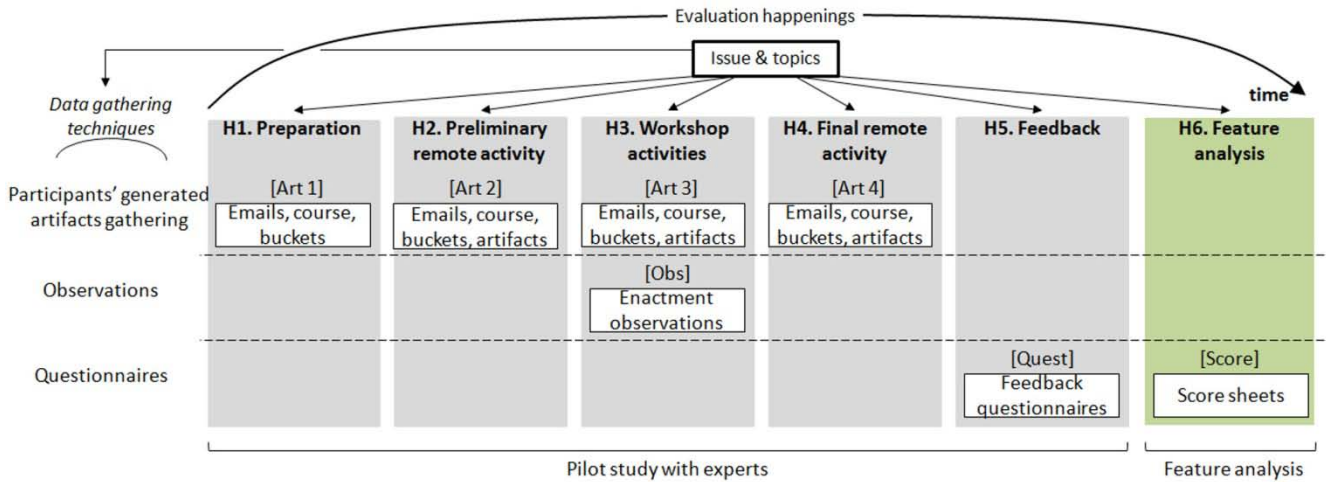 Evaluation happenings
Issue & topics
time
Data gathering
techniques
H1. Preparation
H2. Preliminary
remote activity
H3. Workshop
activities
H4. Final remote
activity
H5. Feedback
H6. Feature
analysis
Participants' generated
artifacts gathering
[Art 1]
Emails, course,
buckets
[Art 2]
Emails, course,
buckets, artifacts
[Art 3]
Emails, course,
buckets, artifacts
[Art 4]
Emails, course,
buckets, artifacts
Observations
[Obs]
Enactment
observations
Questionnaires
[Quest]
Feedback
questionnaires
[Score]
Score sheets
Pilot study with experts
Feature analysis